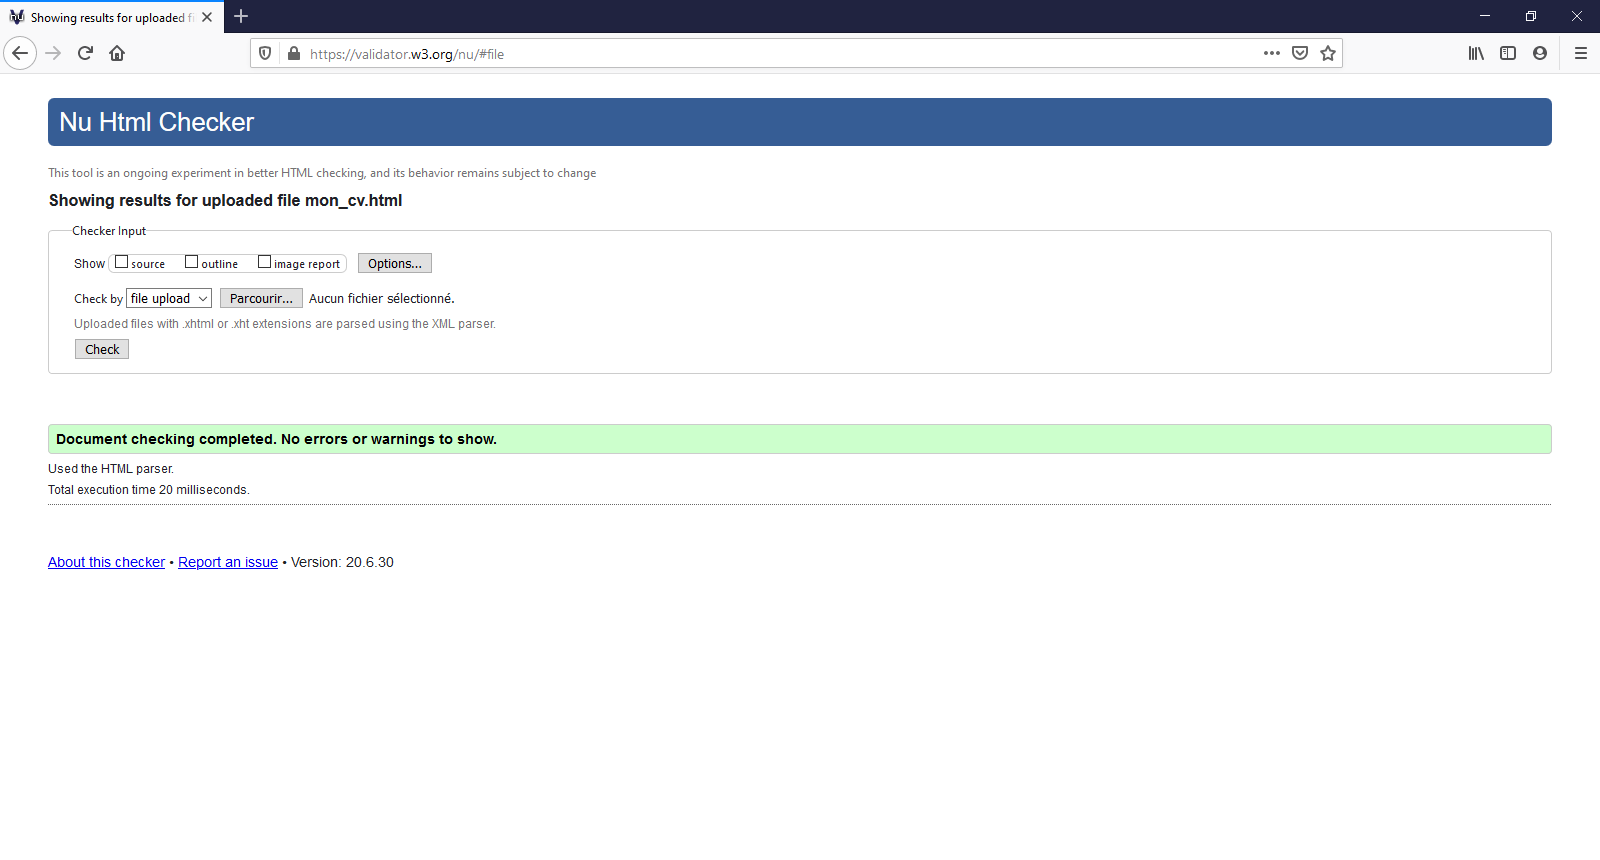 Showing results for uploaded fi
https://validator.w3.org/nu/#file
Nu Html Checker
This tool is an ongoing experiment in better HTML checking, and its behavior remains subject to change
Showing results for uploaded file mon_cv.html
Checker Input
Show source outline image report Options...
Check by file upload Parcourir... Aucun fichier sélectionné.
Uploaded files with .xhtml or .xht extensions are parsed using the XML parser.
Check
Document checking completed. No errors or warnings to show.
Used the HTML parser.
Total execution time 20 milliseconds.
About this checker • Report an issue • Version: 20.6.30